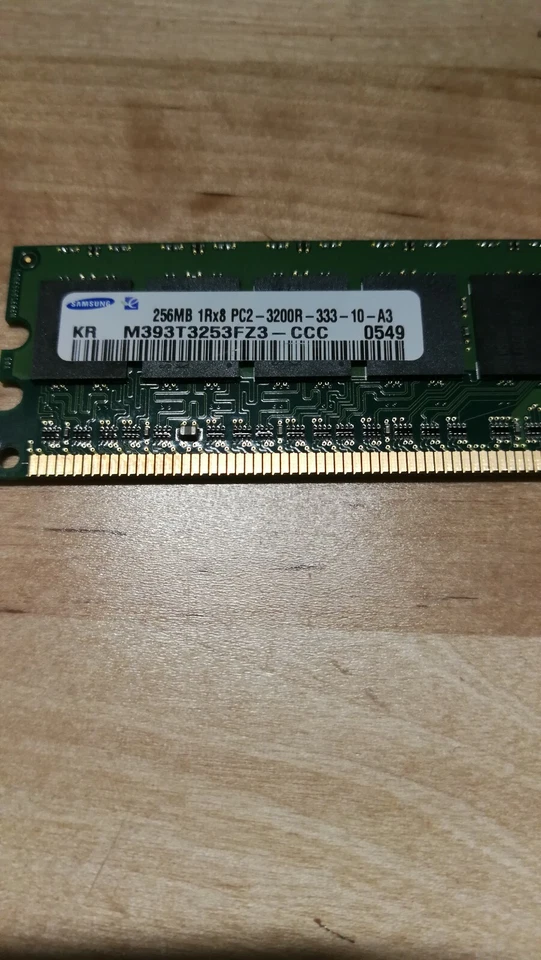 SAMSUNG 256MB 1Rx8 PC2-3200R-333-10-A3
KR M393T3253FZ3-CCC 0549